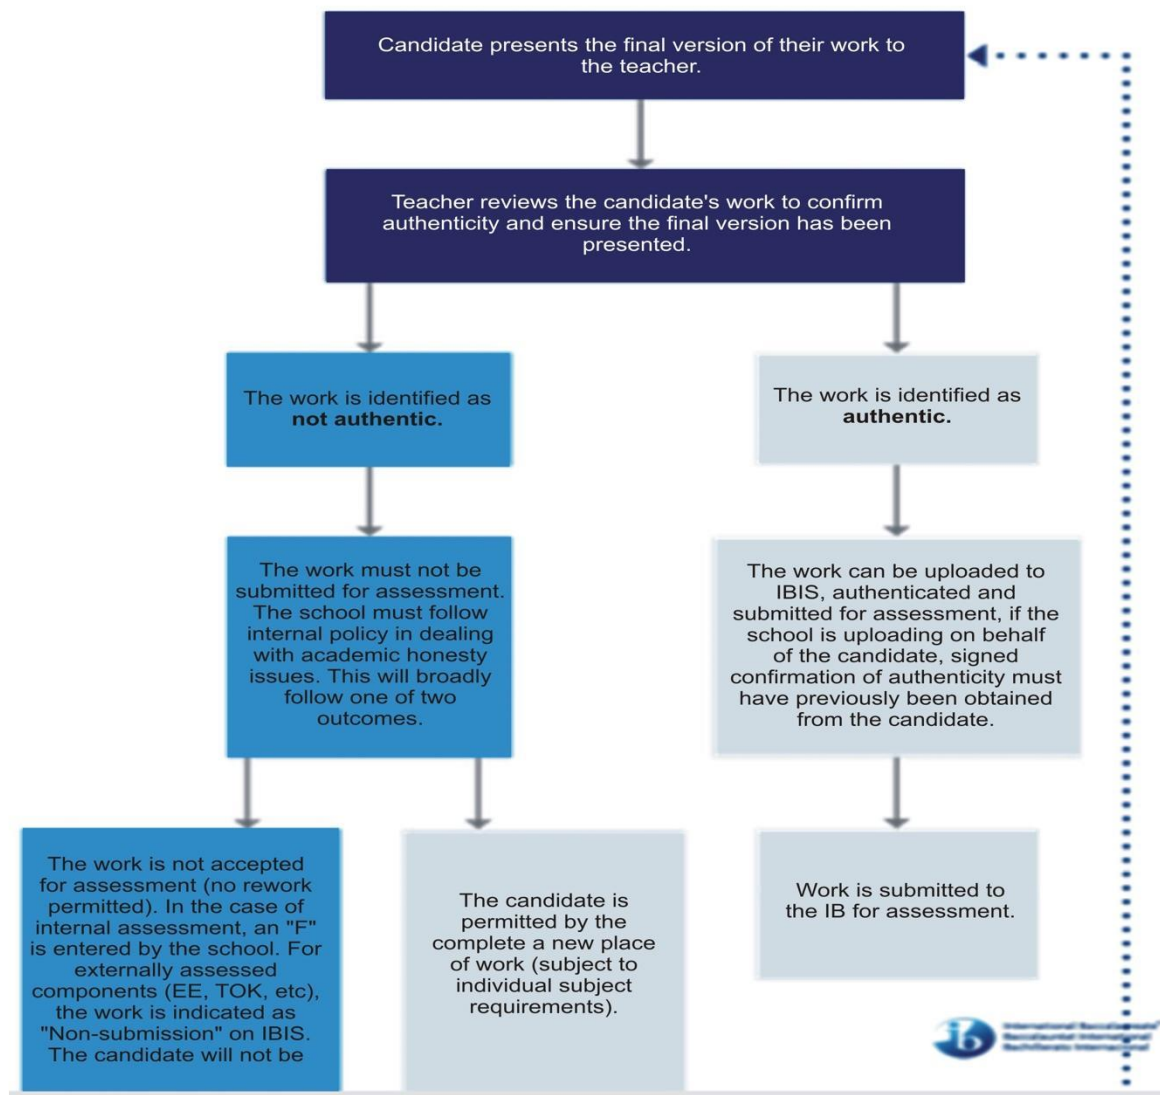 Candidate presents the final version of their work to
the teacher.
Teacher reviews the candidate's work to confirm
authenticity and ensure the final version has been
presented.
The work is identified as
not authentic.
The work is identified as
authentic.
The work must not be
submitted for assessment.
The school must follow
internal policy in dealing
with academic honesty
issues. This will broadly
follow one of two
outcomes.
The work can be uploaded to
IBIS, authenticated and
submitted for assessment, if the
school is uploading on behalf
of the candidate, signed
confirmation of authenticity must
have previously been obtained
from the candidate.
The work is not accepted
for assessment (no rework
permitted). In the case of
internal assessment, an "F"
is entered by the school. For
externally assessed
components (EE, TOK, etc),
the work is indicated as
"Non-submission" on IBIS.
The candidate will not be
The candidate is
permitted by the
complete a new place
of work (subject to
individual subject
requirements).
Work is submitted to
the IB for assessment.
ib
International Baccalaureate
Baccalauréat International
Bachillerato Internacional